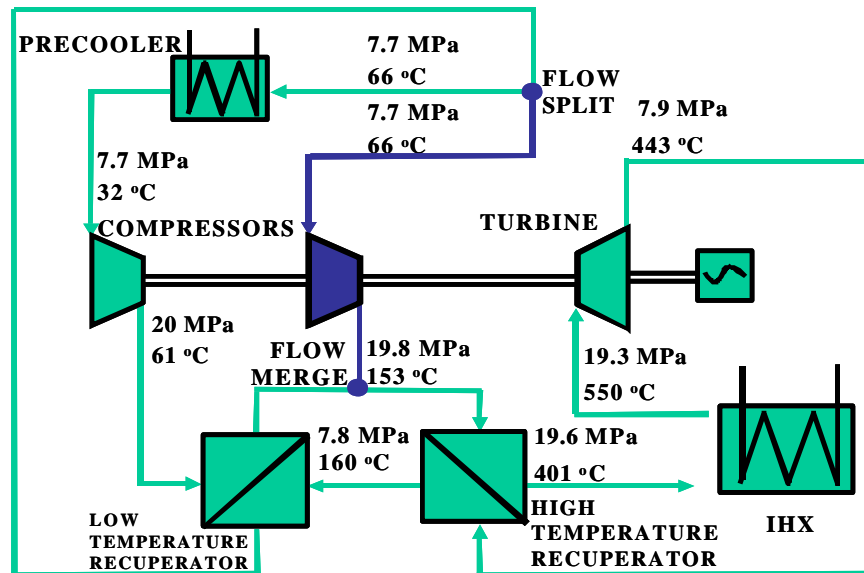 PRECOOLER
7.7 MPa
66 ºC
FLOW
SPLIT
7.7 MPa
66 ºC
7.9 MPa
443 ºC
7.7 MPa
32 ºC
COMPRESSORS
TURBINE
20 MPa
61 ºC
FLOW
MERGE
19.8 MPa
153 ºC
19.3 MPa
550 ºC
7.8 MPa
160 ºC
19.6 MPa
401 ºC
LOW
TEMPERATURE
RECUPERATOR
HIGH
TEMPERATURE
RECUPERATOR
IHX